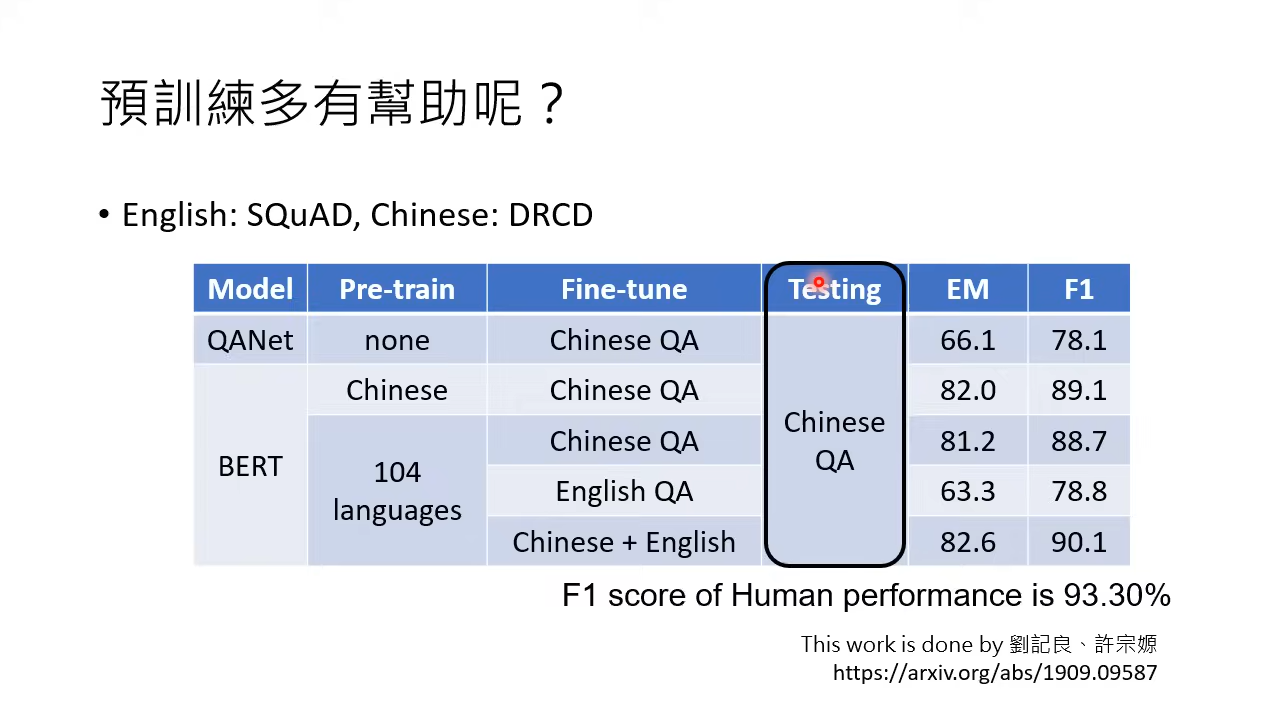 預訓練多有幫助呢？
• English: SQuAD, Chinese: DRCD
Model Pre-train Fine-tune Testing EM F1
QANet none Chinese QA 66.1 78.1
Chinese Chinese QA 82.0 89.1
Chinese QA 81.2 88.7
BERT 104 languages English QA Chinese QA 63.3 78.8
Chinese + English 82.6 90.1
F1 score of Human performance is 93.30%
This work is done by 劉記良、許宗嫄
https://arxiv.org/abs/1909.09587